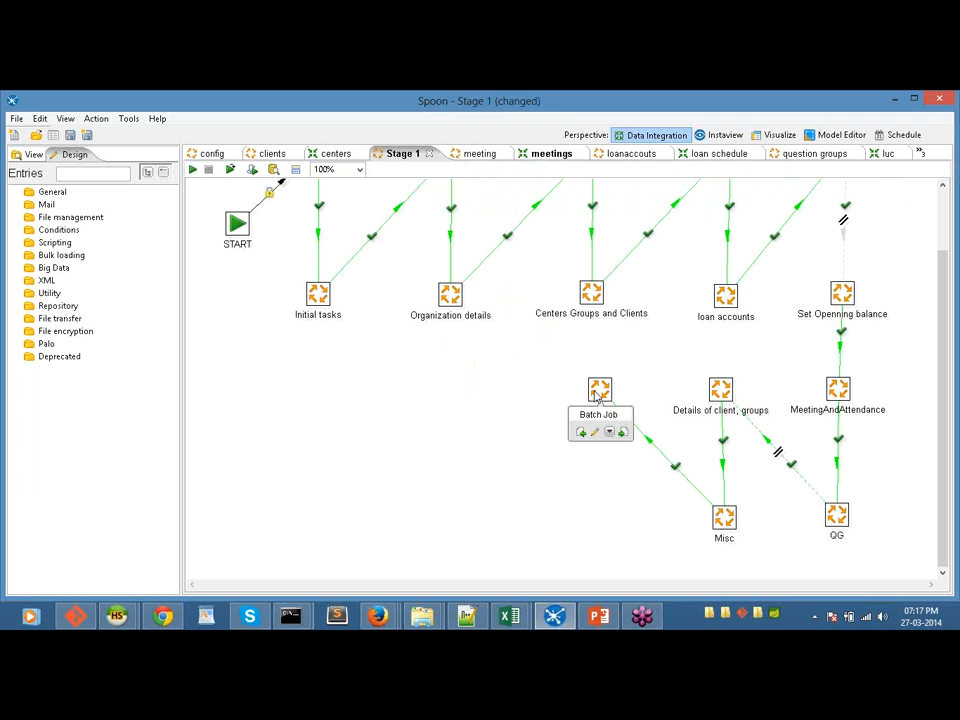 Spoon - Stage 1 (changed)
File Edit View Action Tools Help
Perspective: Data Integration Instaview Visualize Model Editor Schedule
View Design
config clients centers Stage 1 meeting meetings loanaccouts loan schedule question groups luc »3
Entries
100%
General
Mail
File management
Conditions
Scripting
Bulk loading
Big Data
XML
Utility
Repository
File transfer
File encryption
Palo
Deprecated
START
Initial tasks
Organization details
Centers Groups and Clients
loan accounts
Set Openning balance
Batch Job
Details of client, groups
MeetingAndAttendance
Misc
QG
07:17 PM
27-03-2014